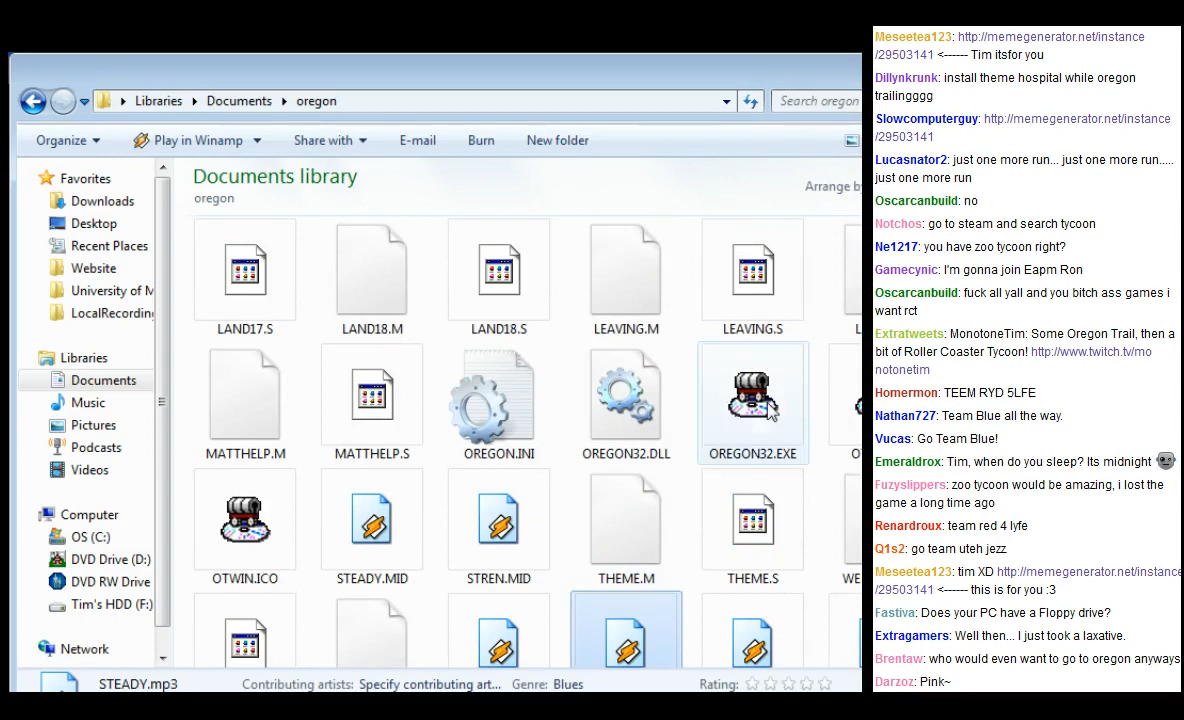 Libraries Documents oregon
Search oregon
Organize Play in Winamp Share with E-mail Burn New folder
Favorites
Downloads
Desktop
Recent Places
Website
University of M
LocalRecording
Libraries
Documents
Music
Pictures
Podcasts
Videos
Computer
OS (C:)
DVD Drive (D:)
DVD RW Drive
Tim's HDD (F:)
Network
Documents library
oregon
Arrange by
LAND17.S LAND18.M LAND18.S LEAVING.M LEAVING.S
MATTHELP.M MATTHELP.S OREGON.INI OREGON32.DLL OREGON32.EXE
OTWIN.ICO STEADY.MID STREN.MID THEME.M THEME.S
STEADY.mp3 Contributing artists: Specify contributing art... Genre: Blues Rating:
Meseetea123: http://memegenerator.net/instance
/29503141 <------ Tim itsfor you
Dillynkrunk: install theme hospital while oregon
trailingggg
Slowcomputerguy: http://memegenerator.net/instance
/29503141
Lucasnator2: just one more run... just one more run.....
just one more run
Oscarcanbuild: no
Notchos: go to steam and search tycoon
Ne1217: you have zoo tycoon right?
Gamecynic: I'm gonna join Eapm Ron
Oscarcanbuild: fuck all yall and you bitch ass games i
want rct
Extratweets: MonotoneTim: Some Oregon Trail, then a
bit of Roller Coaster Tycoon! http://www.twitch.tv/mo
notonetim
Homermon: TEEM RYD 5LFE
Nathan727: Team Blue all the way.
Vucas: Go Team Blue!
Emeraldrox: Tim, when do you sleep? Its midnight
Fuzyslippers: zoo tycoon would be amazing, i lost the
game a long time ago
Renardroux: team red 4 lyfe
Q1s2: go team uteh jezz
Meseetea123: tim XD http://memegenerator.net/instance
/29503141 <------ this is for you :3
Fastiva: Does your PC have a Floppy drive?
Extragamers: Well then... I just took a laxative.
Brentaw: who would even want to go to oregon anyways
Darzoz: Pink~